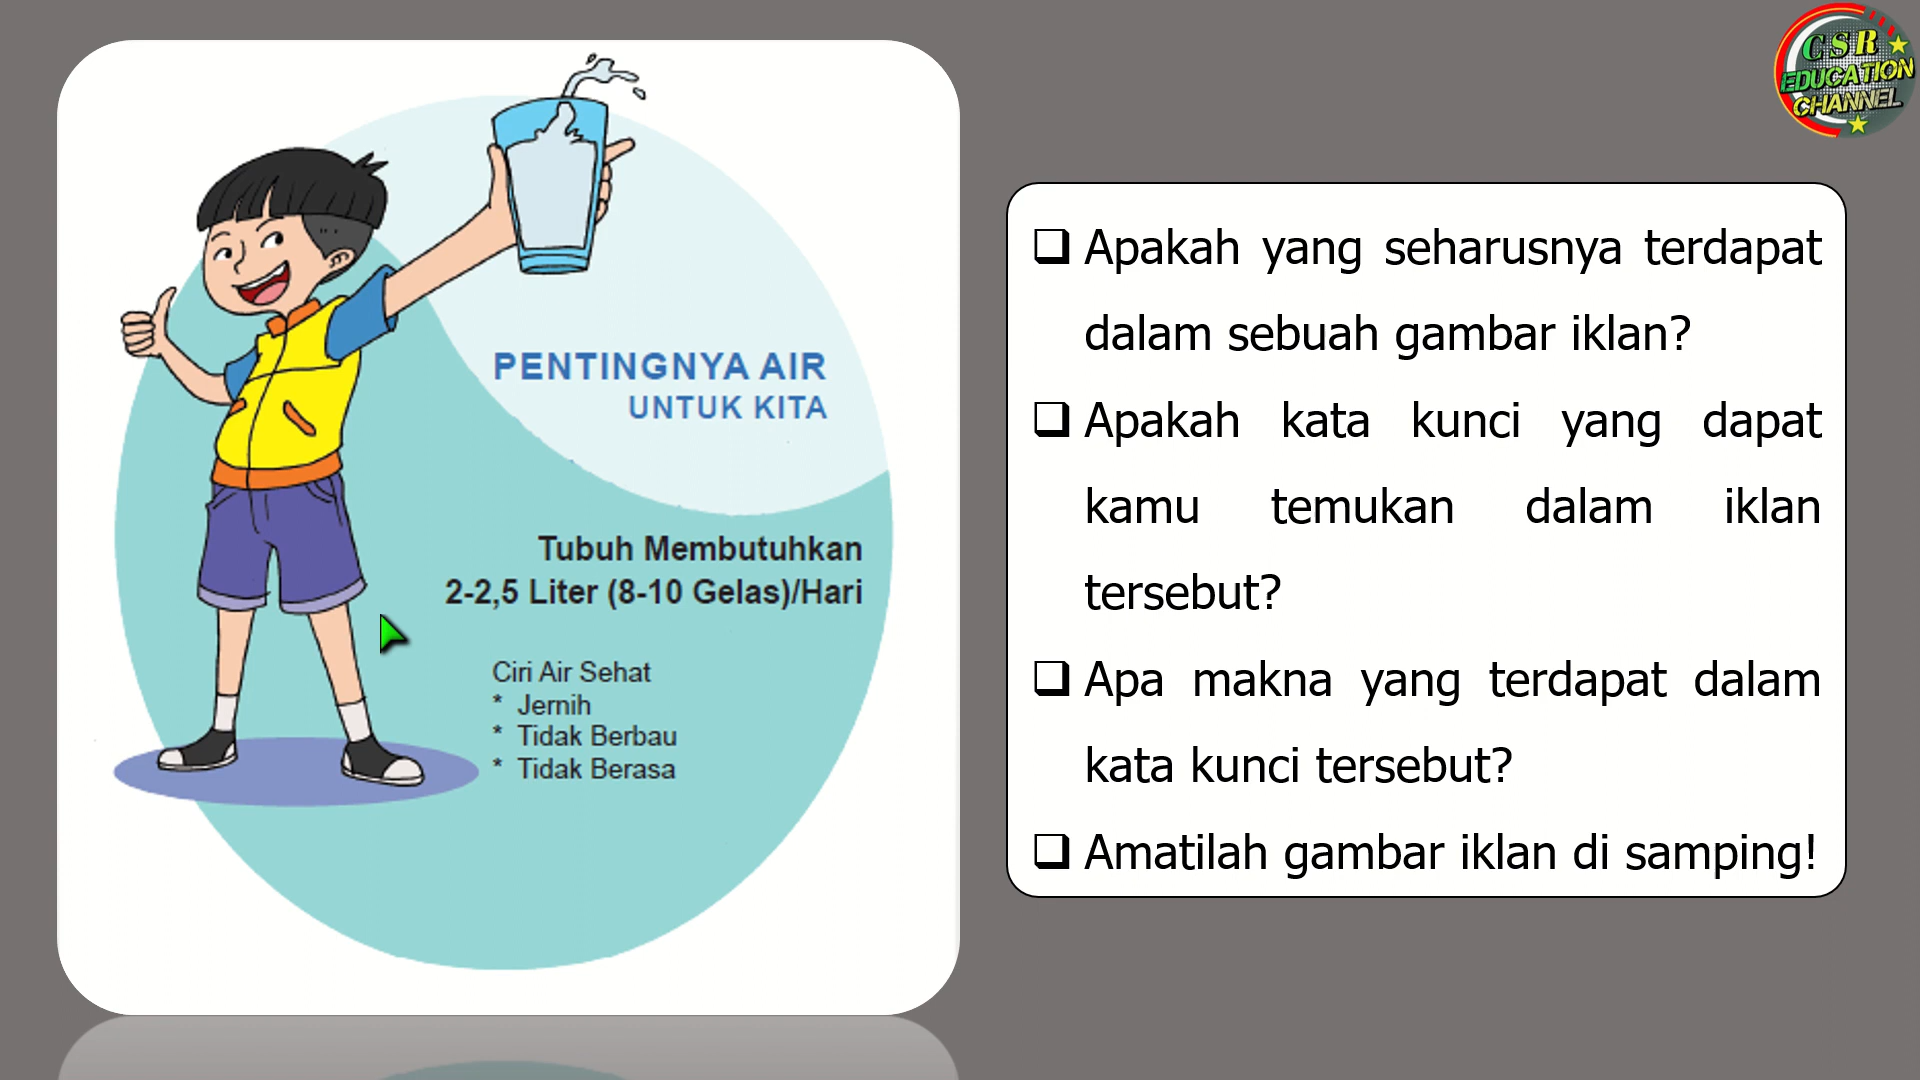 PENTINGNYA AIR
UNTUK KITA
Tubuh Membutuhkan
2-2,5 Liter (8-10 Gelas)/Hari
Ciri Air Sehat
* Jernih
* Tidak Berbau
* Tidak Berasa
CSR
EDUCATION
CHANNEL
❑ Apakah yang seharusnya terdapat
dalam sebuah gambar iklan?
❑ Apakah kata kunci yang dapat
kamu temukan dalam iklan
tersebut?
❑ Apa makna yang terdapat dalam
kata kunci tersebut?
❑ Amatilah gambar iklan di samping!